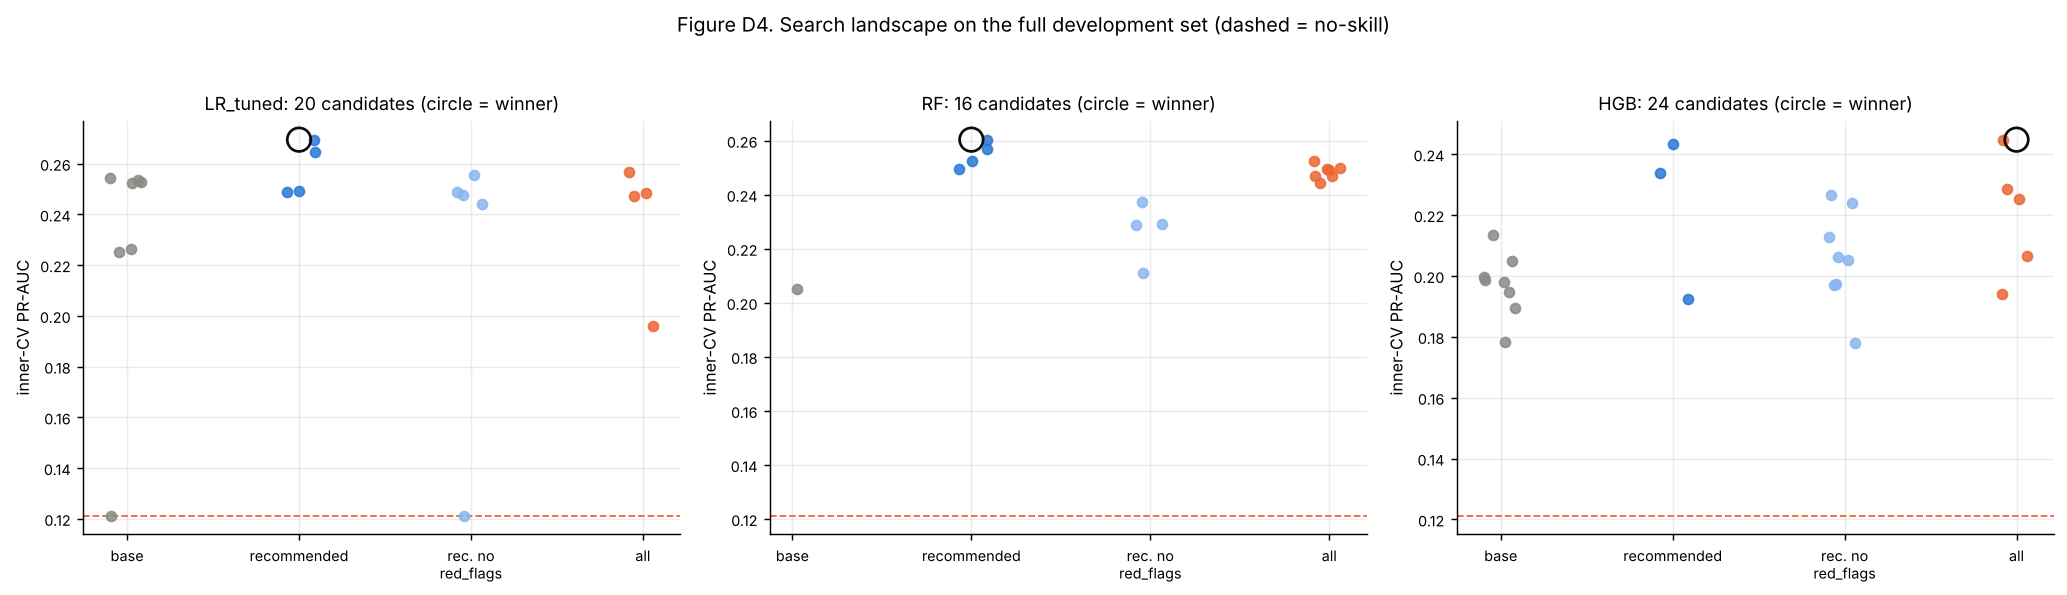 Figure D4. Search landscape on the full development set (dashed = no-skill)
LR_tuned: 20 candidates (circle = winner)
inner-CV PR-AUC
0.26
0.24
0.22
0.20
0.18
0.16
0.14
0.12
base
recommended
rec. no
red_flags
all
RF: 16 candidates (circle = winner)
inner-CV PR-AUC
0.26
0.24
0.22
0.20
0.18
0.16
0.14
0.12
base
recommended
rec. no
red_flags
all
HGB: 24 candidates (circle = winner)
inner-CV PR-AUC
0.24
0.22
0.20
0.18
0.16
0.14
0.12
base
recommended
rec. no
red_flags
all